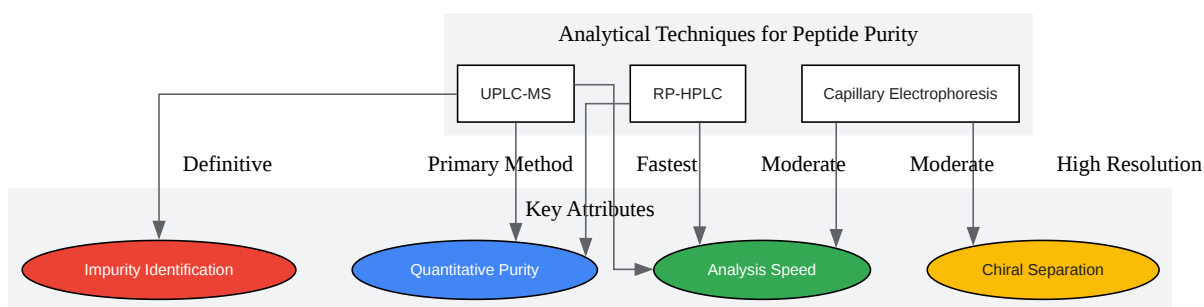 Analytical Techniques for Peptide Purity
UPLC-MS
RP-HPLC
Capillary Electrophoresis
Definitive
Primary Method
Fastest
Moderate
Moderate
High Resolution
Key Attributes
Impurity Identification
Quantitative Purity
Analysis Speed
Chiral Separation